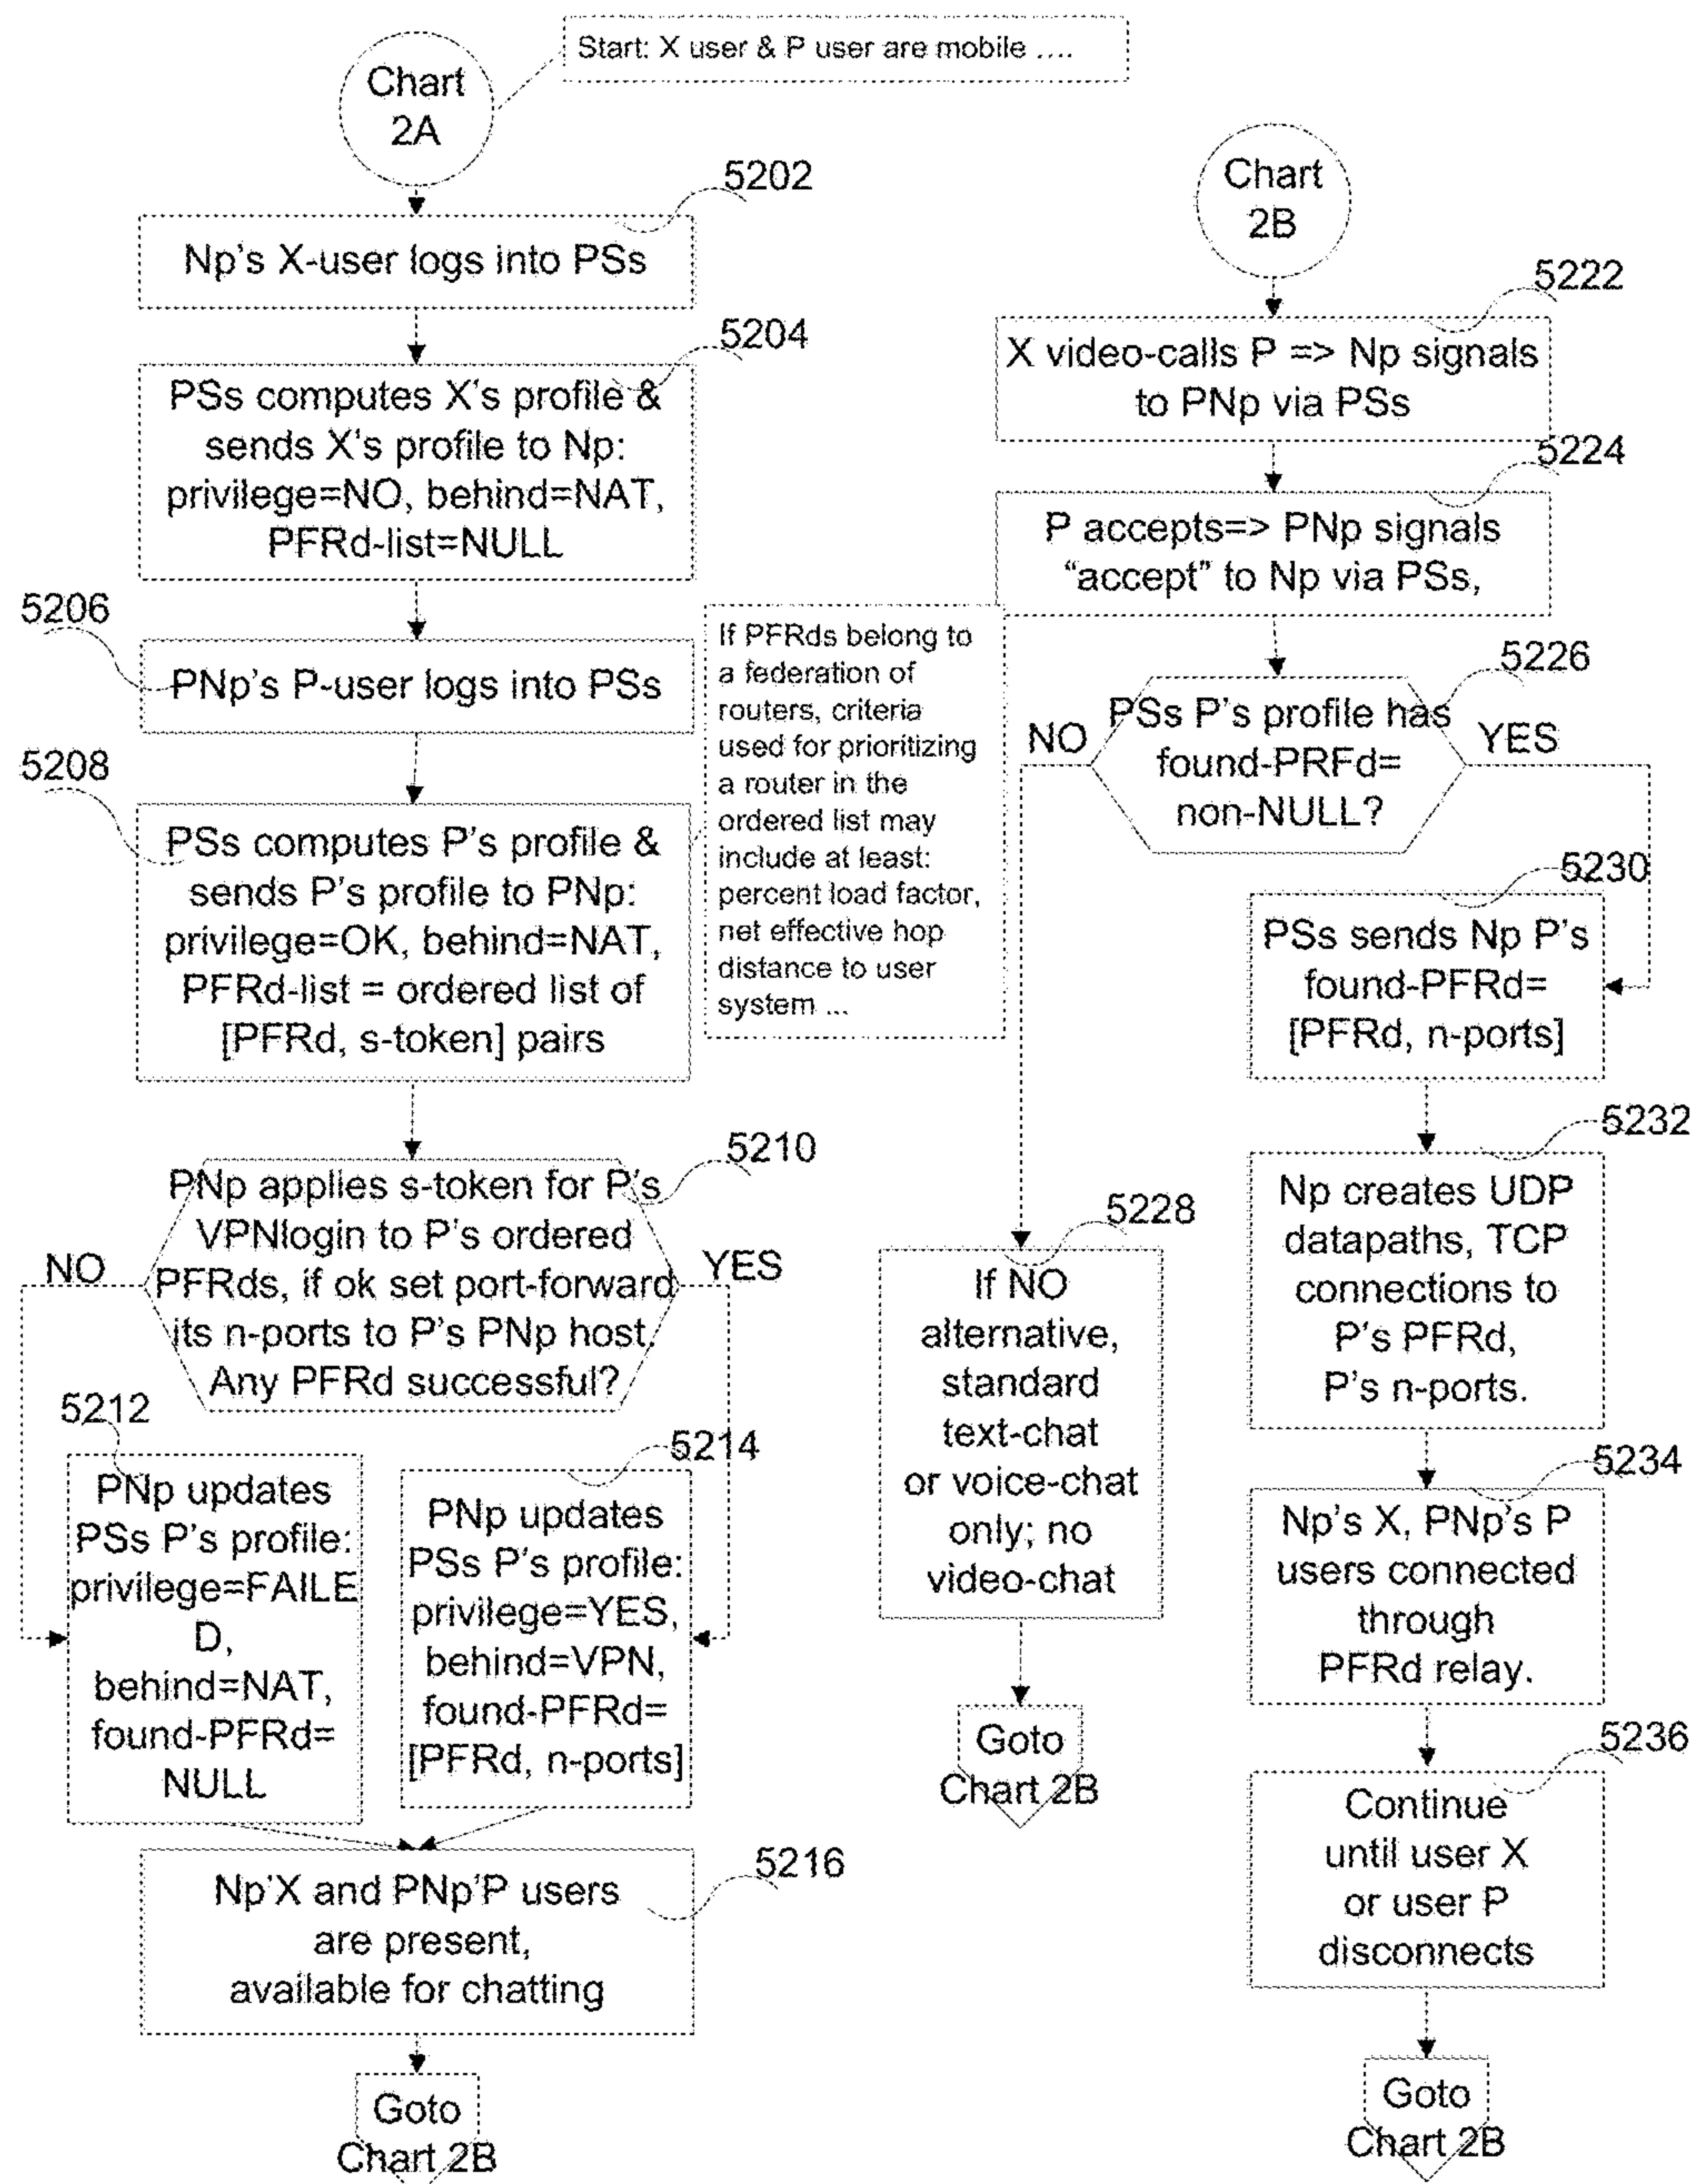 Chart
2A
Start: X user & P user are mobile ....
5202
Np's X-user logs into PSs
5204
PSs computes X's profile &
sends X's profile to Np:
privilege=NO, behind=NAT,
PFRd-list=NULL
5206
PNp's P-user logs into PSs
5208
PSs computes P's profile &
sends P's profile to PNp:
privilege=OK, behind=NAT,
PFRd-list = ordered list of
[PFRd, s-token] pairs
If PFRds belong to
a federation of
routers, criteria
used for prioritizing
a router in the
ordered list may
include at least:
percent load factor,
net effective hop
distance to user
system ...
5210
PNp applies s-token for P's
VPNlogin to P's ordered
PFRds, if ok set port-forward
its n-ports to P's PNp host.
Any PFRd successful?
NO
YES
5212
PNp updates
PSs P's profile:
privilege=FAILE
D,
behind=NAT,
found-PFRd=
NULL
5214
PNp updates
PSs P's profile:
privilege=YES,
behind=VPN,
found-PFRd=
[PFRd, n-ports]
5216
Np'X and PNp'P users
are present,
available for chatting
Goto
Chart 2B
Chart
2B
5222
X video-calls P => Np signals
to PNp via PSs
5224
P accepts=> PNp signals
“accept” to Np via PSs,
5226
PSs P's profile has
found-PRFd=
non-NULL?
NO
YES
5228
If NO
alternative,
standard
text-chat
or voice-chat
only; no
video-chat
Goto
Chart 2B
5230
PSs sends Np P's
found-PFRd=
[PFRd, n-ports]
5232
Np creates UDP
datapaths, TCP
connections to
P's PFRd,
P's n-ports.
5234
Np's X, PNp's P
users connected
through
PFRd relay.
5236
Continue
until user X
or user P
disconnects
Goto
Chart 2B